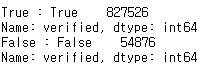 True : True    827526
Name: verified, dtype: int64
False : False    54876
Name: verified, dtype: int64